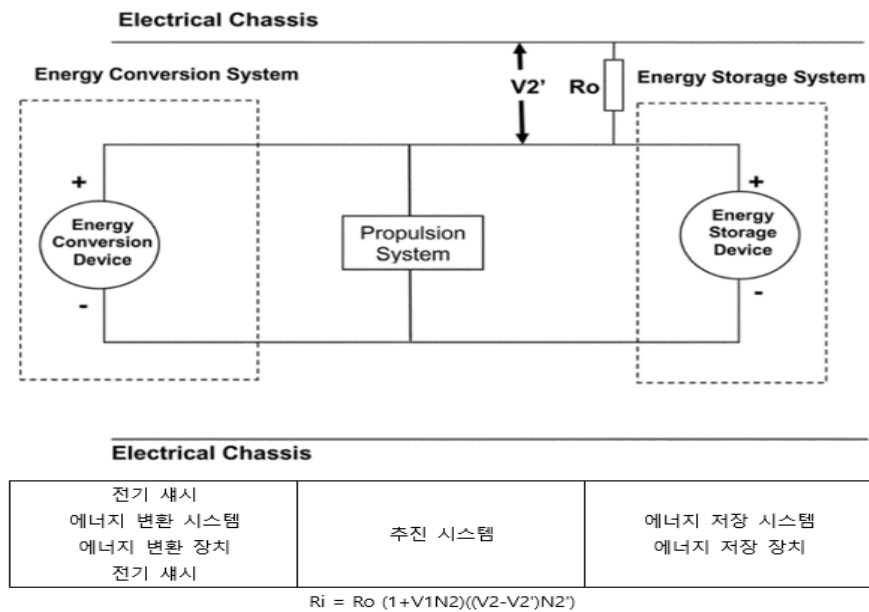 Electrical Chassis
Energy Conversion System
V2'
Ro
Energy Storage System
+
Energy
Conversion
Device
-
Propulsion
System
+
Energy
Storage
Device
-
Electrical Chassis
전기 섀시
에너지 변환 시스템
에너지 변환 장치
전기 섀시
추진 시스템
에너지 저장 시스템
에너지 저장 장치
Ri = Ro (1+V1N2)((V2-V2')N2')